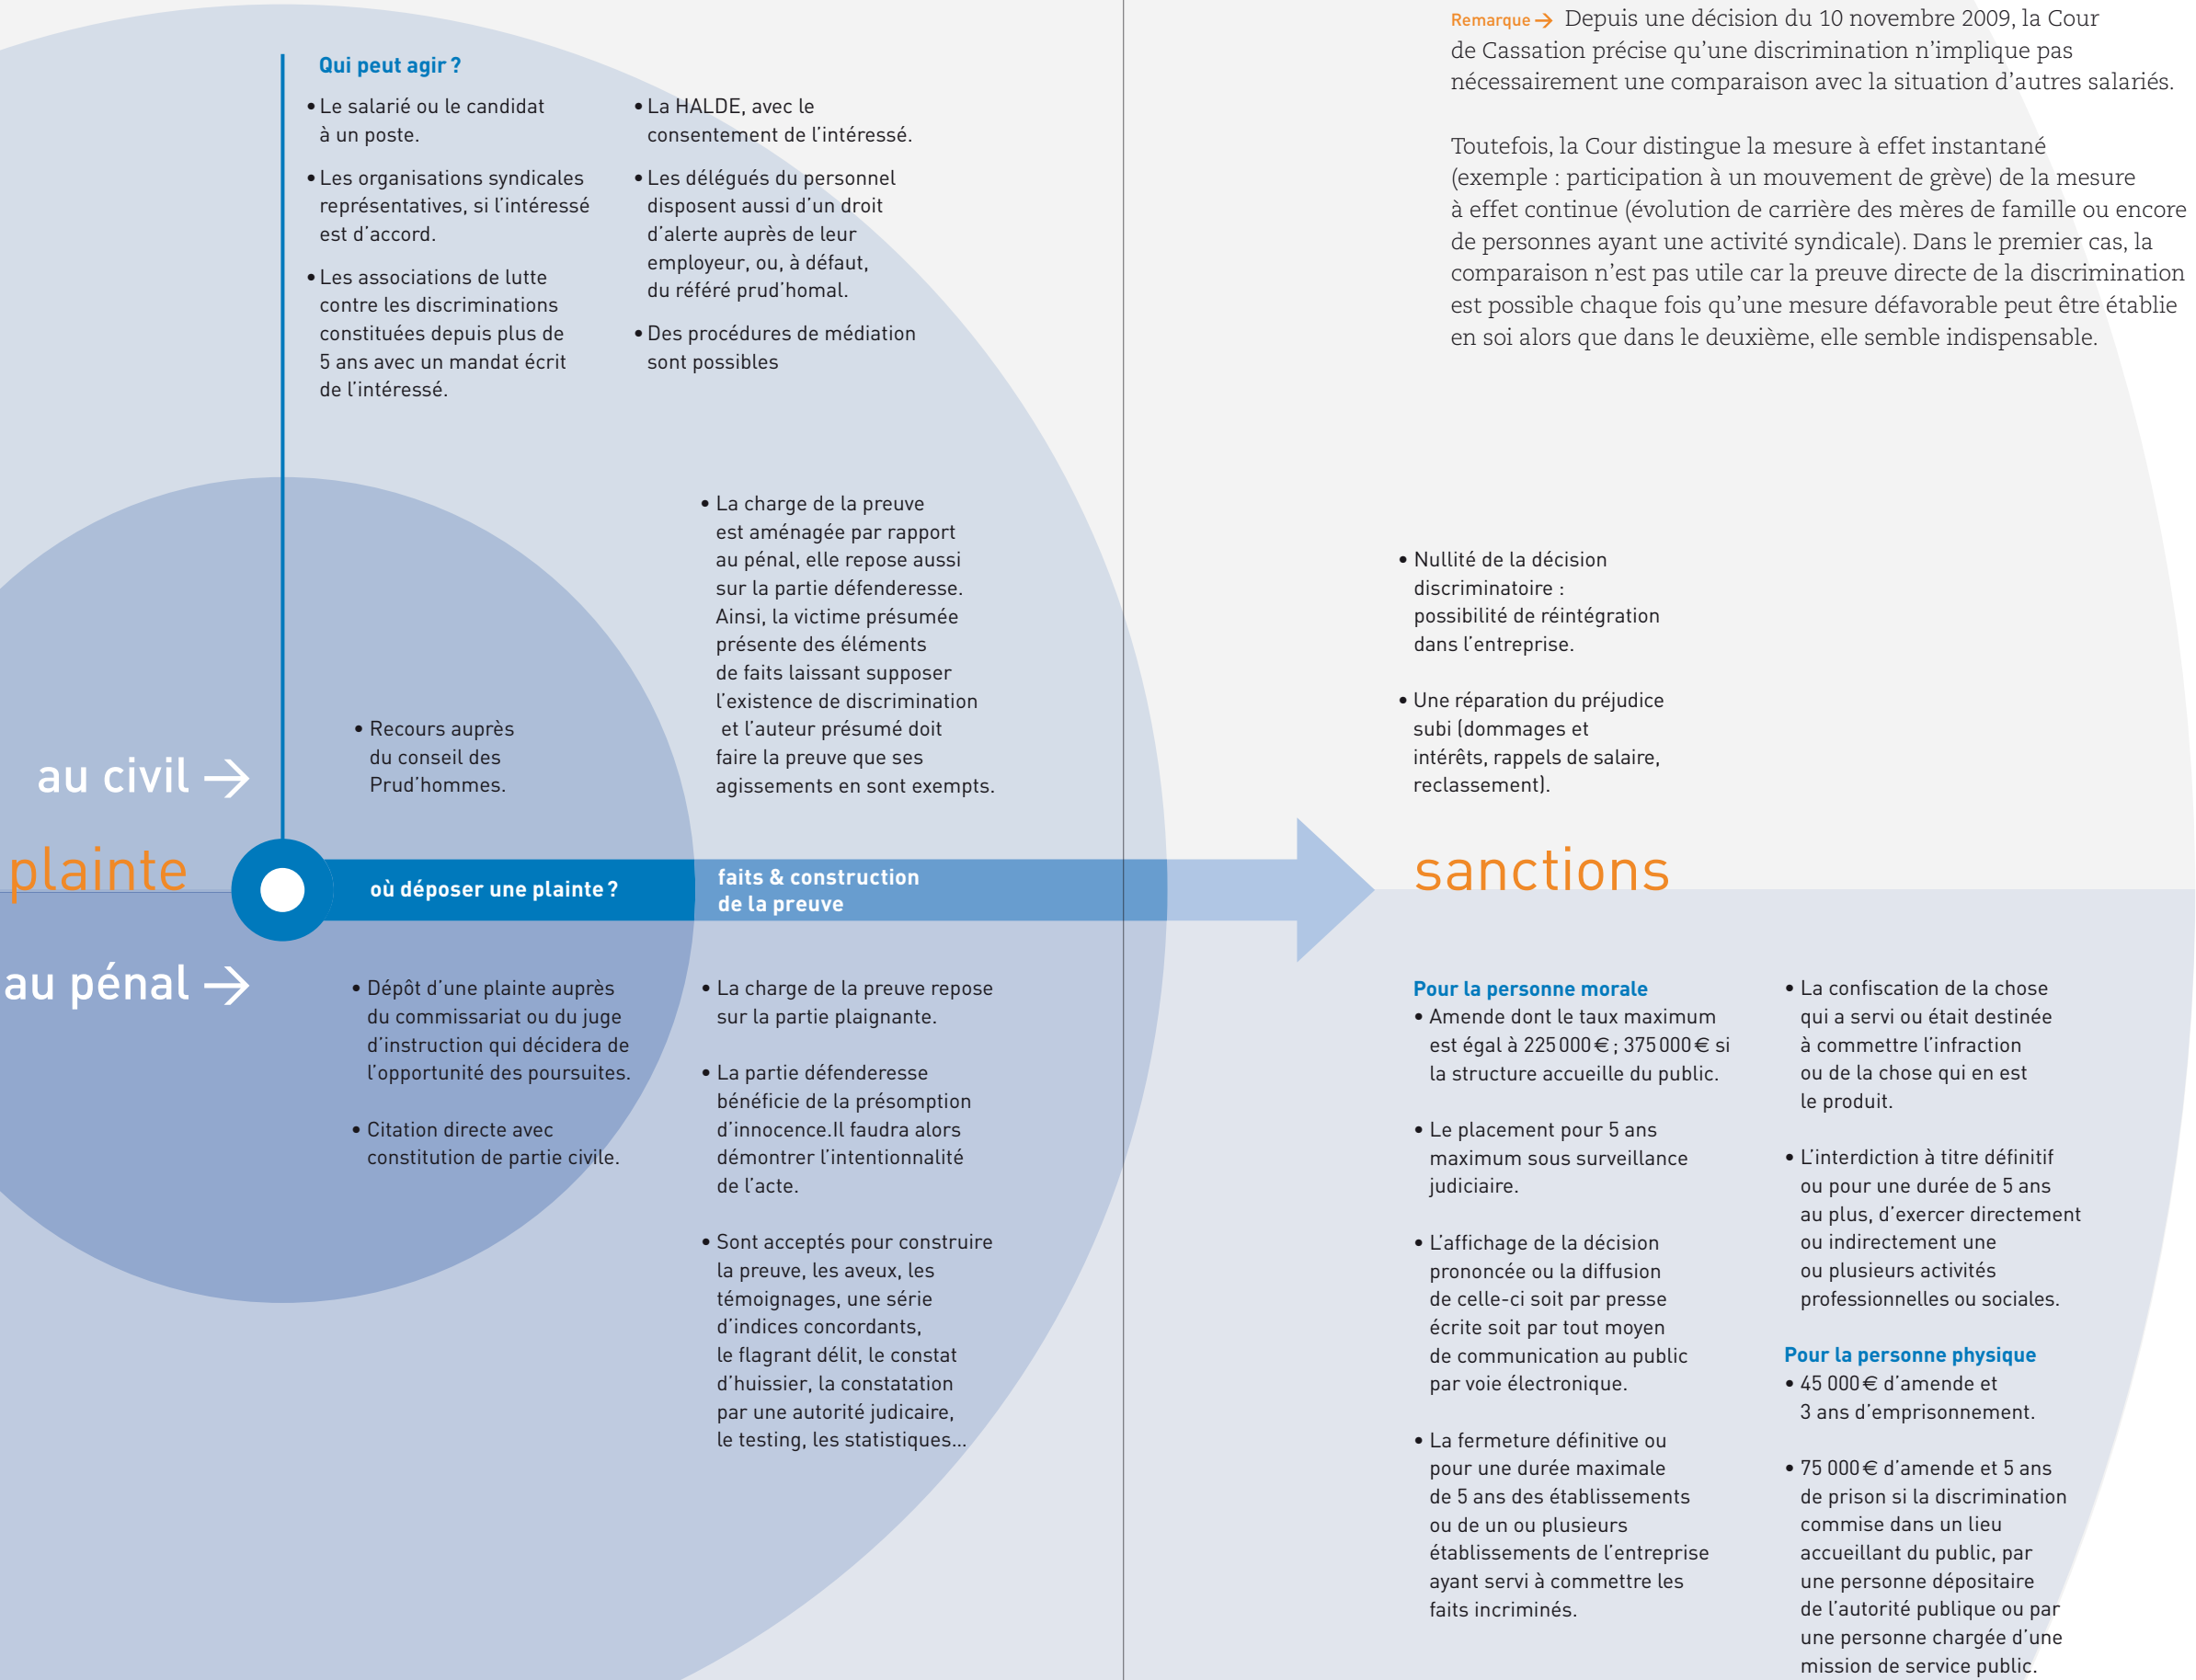 Qui peut agir ?
• Le salarié ou le candidat
à un poste.
• Les organisations syndicales
représentatives, si l’intéressé
est d’accord.
• Les associations de lutte
contre les discriminations
constituées depuis plus de
5 ans avec un mandat écrit
de l’intéressé.
• La HALDE, avec le
consentement de l’intéressé.
• Les délégués du personnel
disposent aussi d’un droit
d’alerte auprès de leur
employeur, ou, à défaut,
du référé prud’homal.
• Des procédures de médiation
sont possibles
Remarque → Depuis une décision du 10 novembre 2009, la Cour
de Cassation précise qu’une discrimination n’implique pas
nécessairement une comparaison avec la situation d’autres salariés.
Toutefois, la Cour distingue la mesure à effet instantané
(exemple : participation à un mouvement de grève) de la mesure
à effet continue (évolution de carrière des mères de famille ou encore
de personnes ayant une activité syndicale). Dans le premier cas, la
comparaison n’est pas utile car la preuve directe de la discrimination
est possible chaque fois qu’une mesure défavorable peut être établie
en soi alors que dans le deuxième, elle semble indispensable.
au civil →
• Recours auprès
du conseil des
Prud’hommes.
• La charge de la preuve
est aménagée par rapport
au pénal, elle repose aussi
sur la partie défenderesse.
Ainsi, la victime présumée
présente des éléments
de faits laissant supposer
l’existence de discrimination
et l’auteur présumé doit
faire la preuve que ses
agissements en sont exempts.
• Nullité de la décision
discriminatoire :
possibilité de réintégration
dans l’entreprise.
• Une réparation du préjudice
subi (dommages et
intérêts, rappels de salaire,
reclassement).
plainte
où déposer une plainte ?
faits & construction
de la preuve
sanctions
au pénal →
• Dépôt d’une plainte auprès
du commissariat ou du juge
d’instruction qui décidera de
l’opportunité des poursuites.
• Citation directe avec
constitution de partie civile.
• La charge de la preuve repose
sur la partie plaignante.
• La partie défenderesse
bénéficie de la présomption
d’innocence.Il faudra alors
démontrer l’intentionnalité
de l’acte.
• Sont acceptés pour construire
la preuve, les aveux, les
témoignages, une série
d’indices concordants,
le flagrant délit, le constat
d’huissier, la constatation
par une autorité judicaire,
le testing, les statistiques...
Pour la personne morale
• Amende dont le taux maximum
est égal à 225 000 € ; 375 000 € si
la structure accueille du public.
• Le placement pour 5 ans
maximum sous surveillance
judiciaire.
• L’affichage de la décision
prononcée ou la diffusion
de celle-ci soit par presse
écrite soit par tout moyen
de communication au public
par voie électronique.
• La fermeture définitive ou
pour une durée maximale
de 5 ans des établissements
ou de un ou plusieurs
établissements de l’entreprise
ayant servi à commettre les
faits incriminés.
• La confiscation de la chose
qui a servi ou était destinée
à commettre l’infraction
ou de la chose qui en est
le produit.
• L’interdiction à titre définitif
ou pour une durée de 5 ans
au plus, d’exercer directement
ou indirectement une
ou plusieurs activités
professionnelles ou sociales.
Pour la personne physique
• 45 000 € d’amende et
3 ans d’emprisonnement.
• 75 000 € d’amende et 5 ans
de prison si la discrimination
commise dans un lieu
accueillant du public, par
une personne dépositaire
de l’autorité publique ou par
une personne chargée d’une
mission de service public.